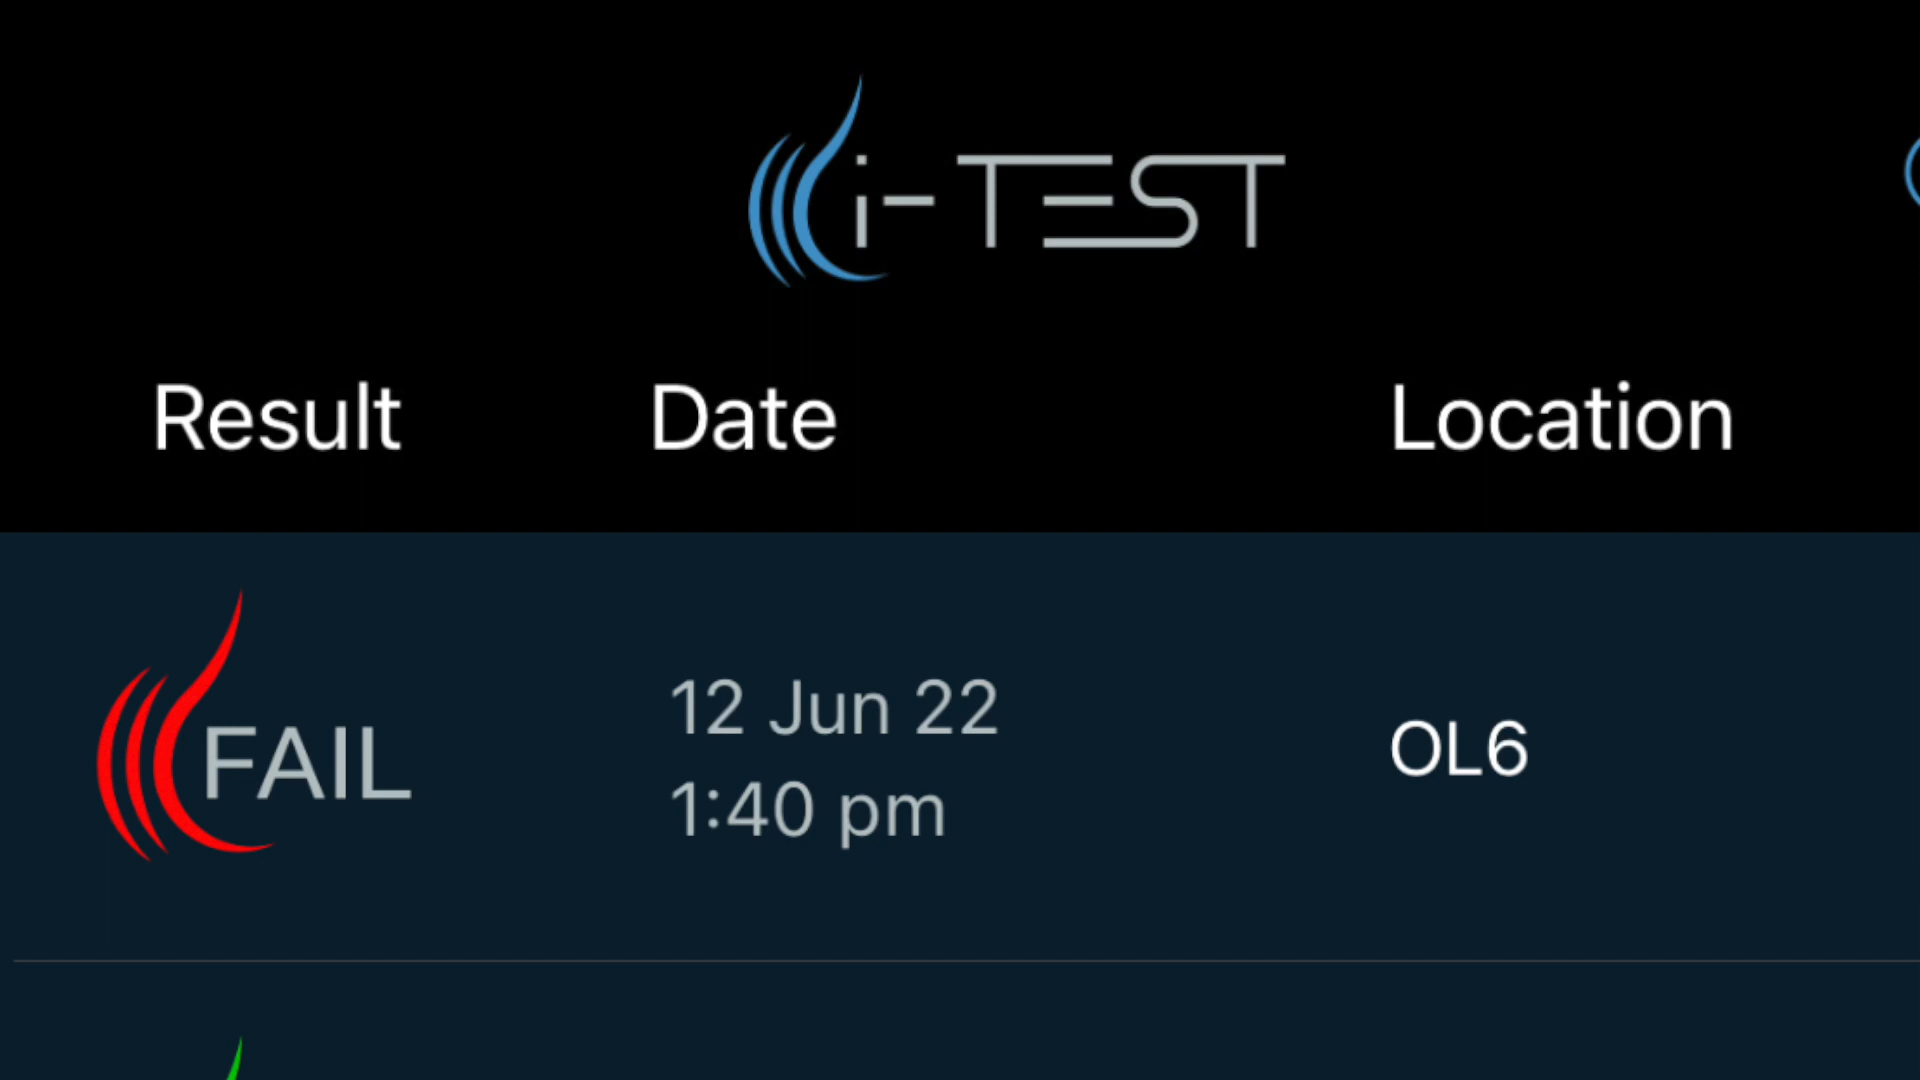 i-TEST
Result Date Location
FAIL
12 Jun 22
1:40 pm
OL6